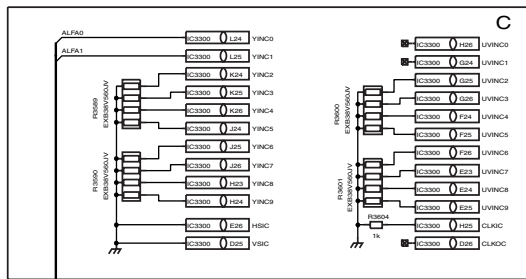 C
ALFA0
IC3300 L24 YINC0
ALFA1
IC3300 L25 YINC1
IC3300 K24 YINC2
IC3300 K25 YINC3
IC3300 K26 YINC4
IC3300 J24 YINC5
R3589
EXB38V560JV
IC3300 J25 YINC6
IC3300 J26 YINC7
IC3300 H23 YINC8
IC3300 H24 YINC9
R3590
EXB38V560JV
IC3300 E26 HSIC
IC3300 D25 VSIC
IC3300 H26 UVINC0
IC3300 G24 UVINC1
IC3300 G25 UVINC2
IC3300 G26 UVINC3
IC3300 F24 UVINC4
IC3300 F25 UVINC5
R3600
EXB38V560JV
IC3300 F26 UVINC6
IC3300 E23 UVINC7
IC3300 E24 UVINC8
IC3300 E25 UVINC9
R3601
EXB38V560JV
R3604
1k
IC3300 H25 CLKIC
IC3300 D26 CLKOC